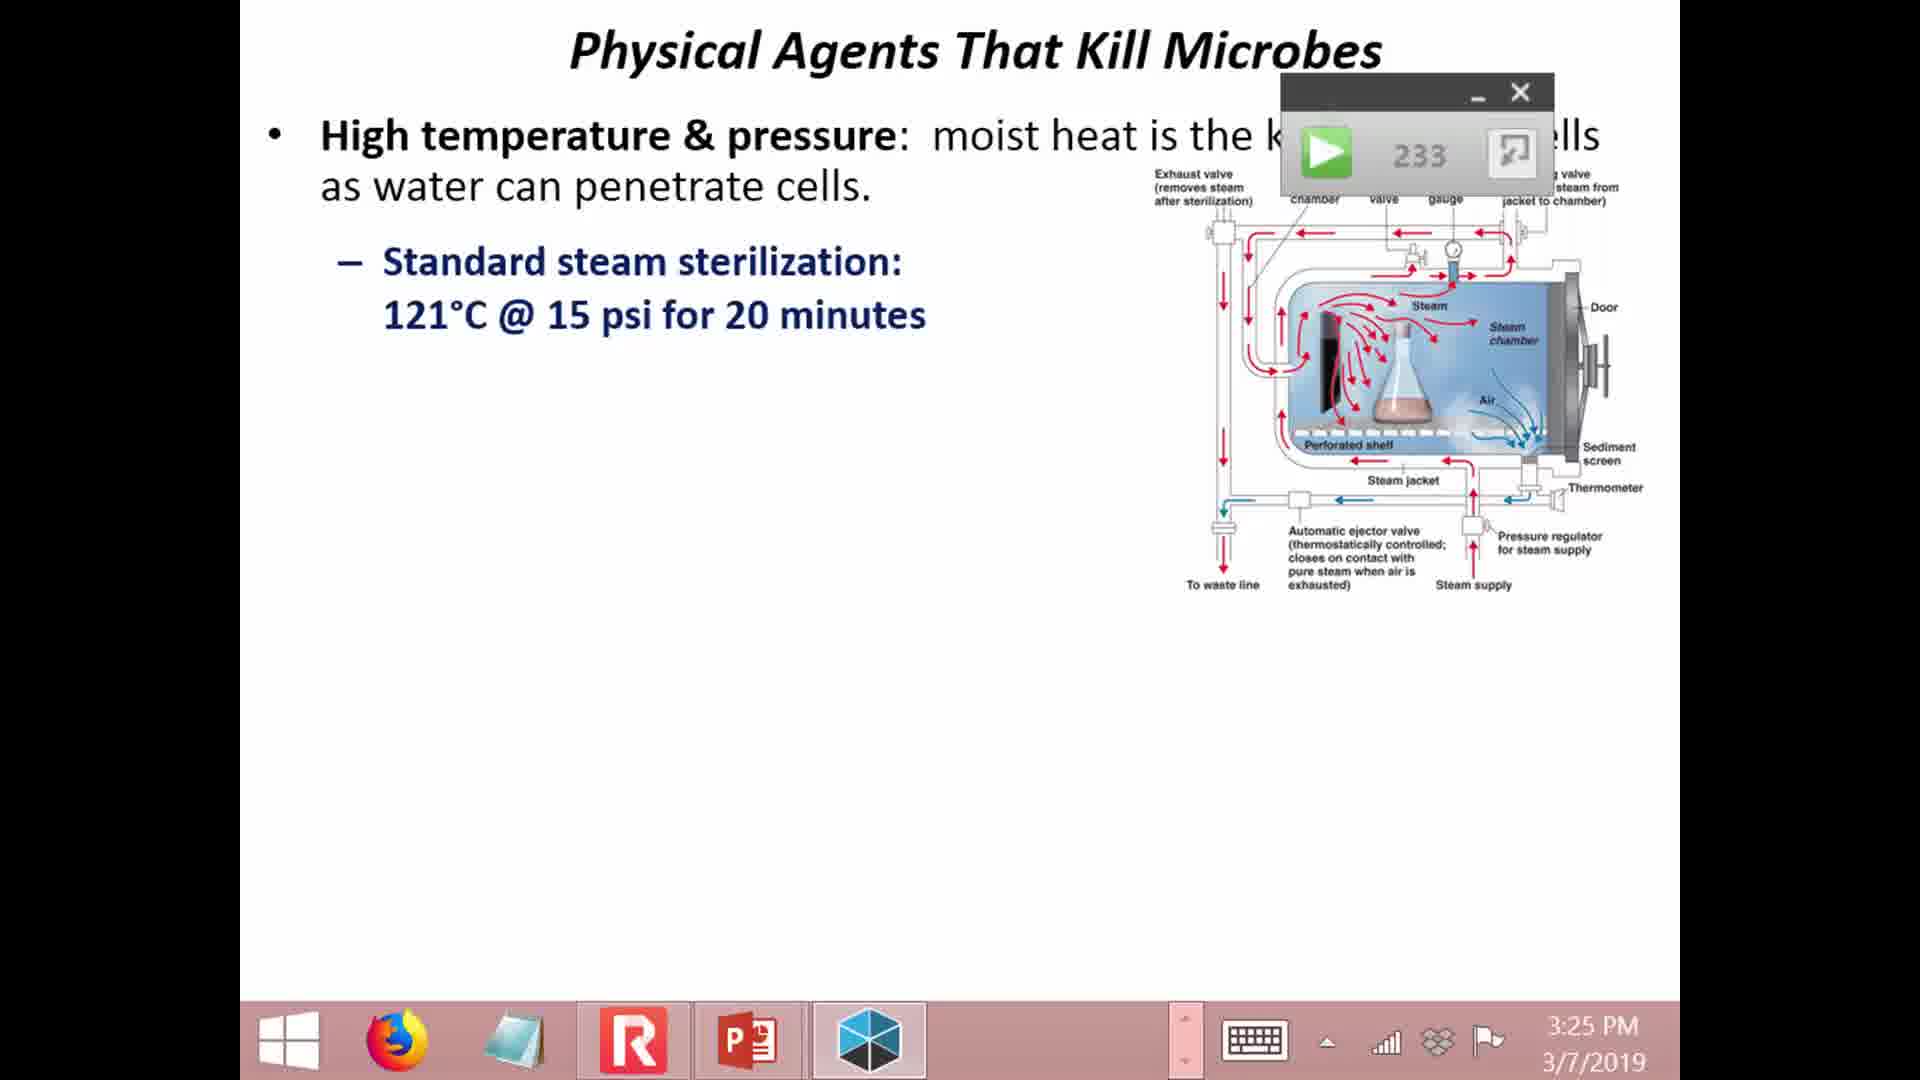 Physical Agents That Kill Microbes
• High temperature & pressure: moist heat is the
as water can penetrate cells.
– Standard steam sterilization:
121°C @ 15 psi for 20 minutes
233
Exhaust valve
(removes steam
after sterilization)
chamber
valve
gauge
valve
steam from
jacket to chamber)
Steam
Steam
chamber
Door
Air
Perforated shelf
Sediment
screen
Steam jacket
Thermometer
Automatic ejector valve
(thermostatically controlled;
closes on contact with
pure steam when air is
exhausted)
Pressure regulator
for steam supply
To waste line
Steam supply
3:25 PM
3/7/2019